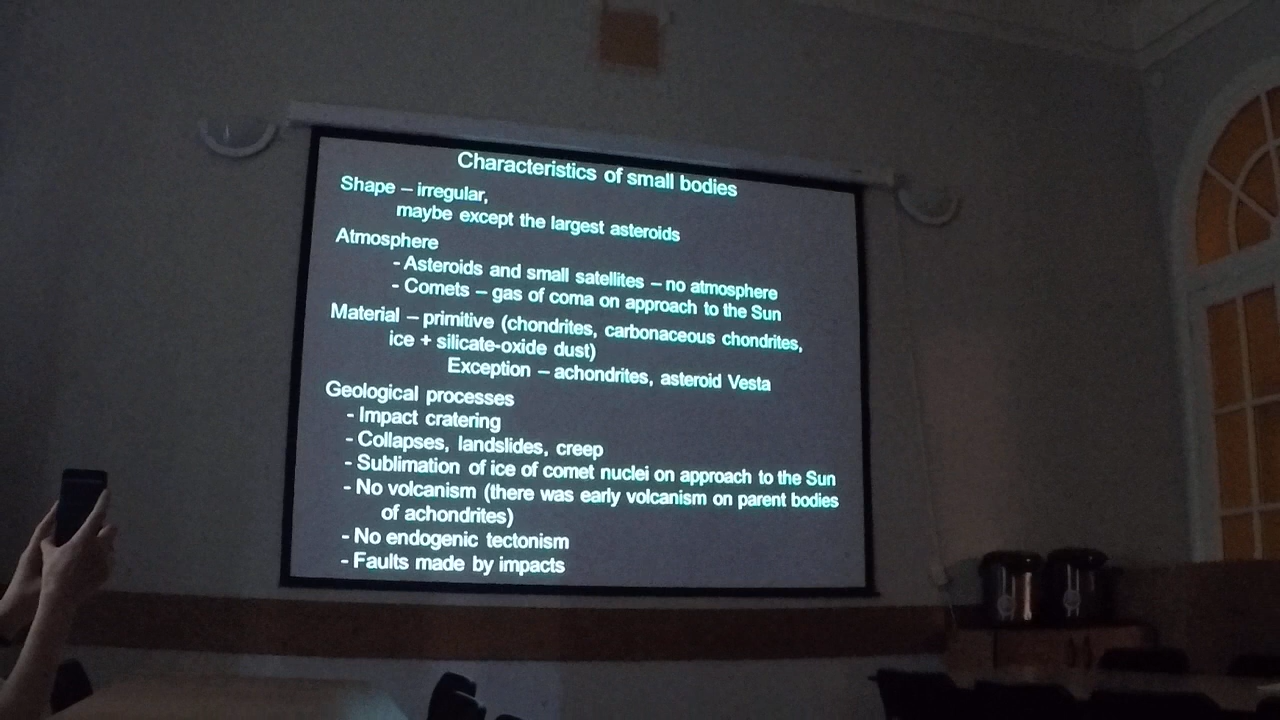 Characteristics of small bodies
Shape – irregular,
maybe except the largest asteroids
Atmosphere
- Asteroids and small satellites – no atmosphere
- Comets – gas of coma on approach to the Sun
Material – primitive (chondrites, carbonaceous chondrites,
ice + silicate-oxide dust)
Exception – achondrites, asteroid Vesta
Geological processes
- Impact cratering
- Collapses, landslides, creep
- Sublimation of ice of comet nuclei on approach to the Sun
- No volcanism (there was early volcanism on parent bodies
of achondrites)
- No endogenic tectonism
- Faults made by impacts